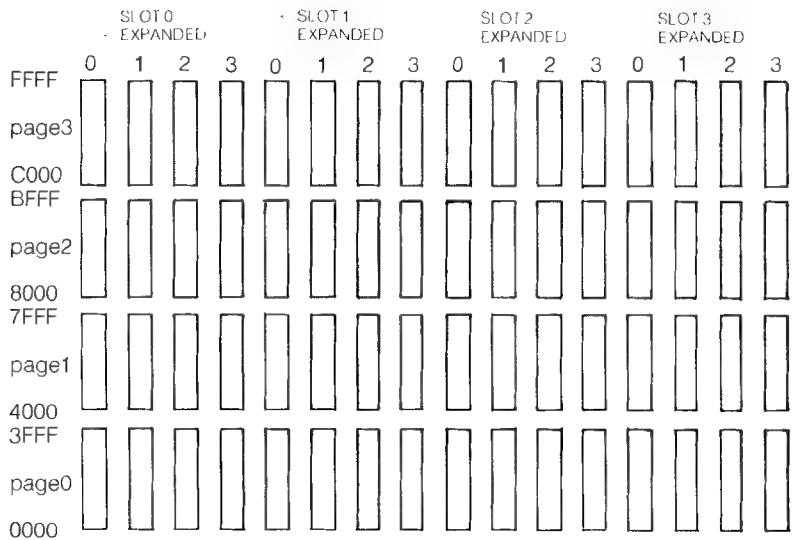 SLOT 0 SLOT 1 SLOT 2 SLOT 3
EXPANDED EXPANDED EXPANDED EXPANDED
0 1 2 3 0 1 2 3 0 1 2 3 0 1 2 3
FFFF
page3
C000
BFFF
page2
8000
7FFF
page1
4000
3FFF
page0
0000